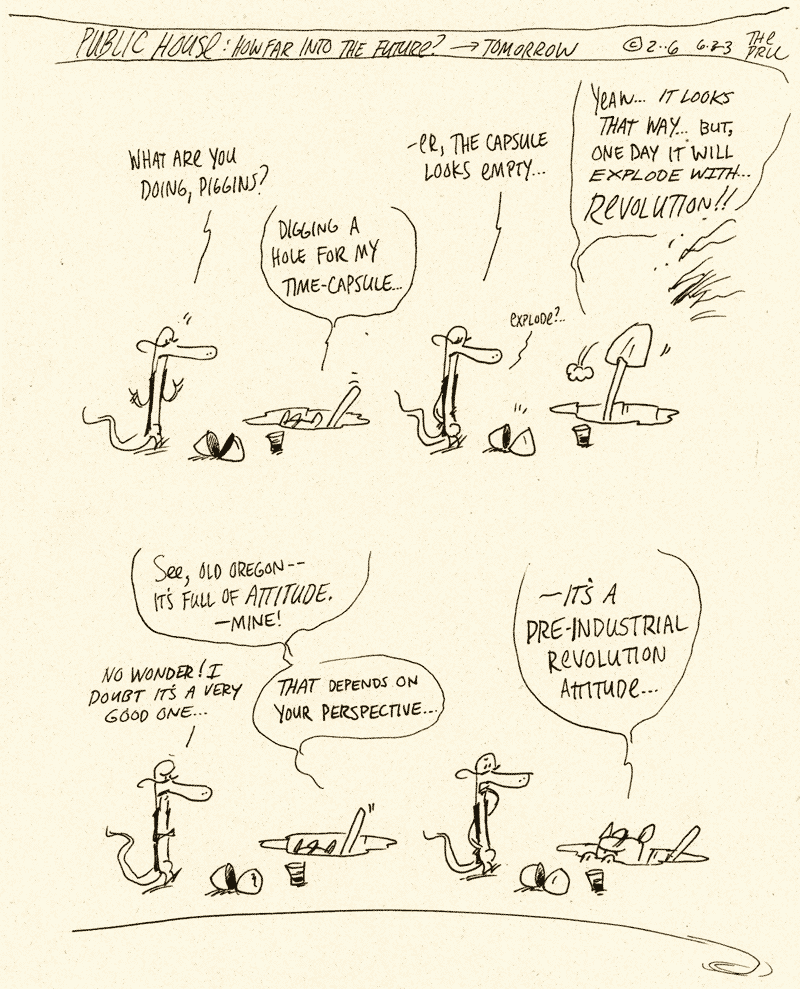 PUBLIC HOUSE: HOW FAR INTO THE FUTURE? → TOMORROW © 2..6 6.23 THE PRU
WHAT ARE YOU
DOING, PIGGINS?
DIGGING A
HOLE FOR MY
TIME-CAPSULE...
-ER, THE CAPSULE
LOOKS EMPTY...
YEAH... IT LOOKS
THAT WAY... BUT,
ONE DAY IT WILL
EXPLODE WITH...
REVOLUTION!!
EXPLODE?..
SEE, OLD OREGON--
IT'S FULL OF ATTITUDE.
-MINE!
NO WONDER! I
DOUBT IT'S A VERY
GOOD ONE...
THAT DEPENDS ON
YOUR PERSPECTIVE...
-IT'S A
PRE-INDUSTRIAL
REVOLUTION
ATTITUDE...